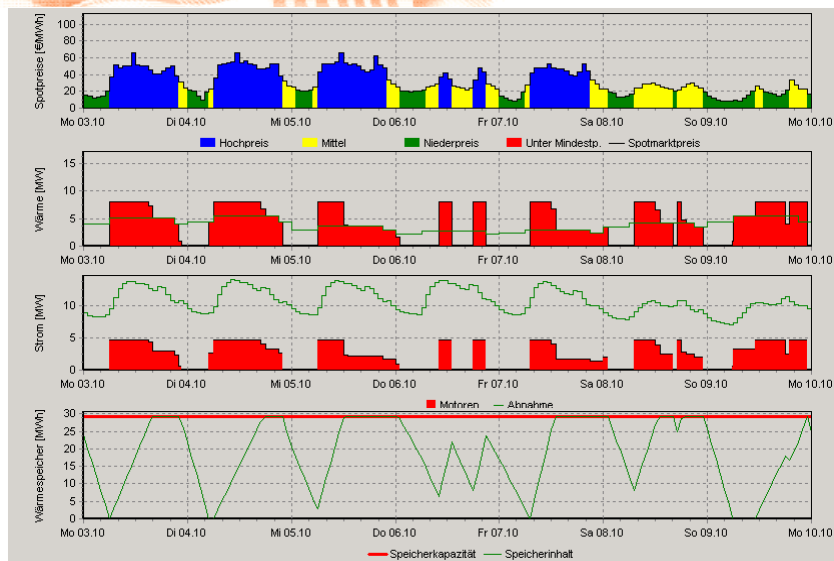 Spotpreise [€/MWh]
100
80
60
40
20
0
Mo 03.10 Di 04.10 Mi 05.10 Do 06.10 Fr 07.10 Sa 08.10 So 09.10 Mo 10.10
Hochpreis Mittel Niederpreis Unter Mindestp. Spotmarktpreis
Wärme [MW]
15
10
5
0
Mo 03.10 Di 04.10 Mi 05.10 Do 06.10 Fr 07.10 Sa 08.10 So 09.10 Mo 10.10
Strom [MW]
10
5
0
Mo 03.10 Di 04.10 Mi 05.10 Do 06.10 Fr 07.10 Sa 08.10 So 09.10 Mo 10.10
Motoren Abnahme
Wärmespeicher [MWh]
30
25
20
15
10
5
0
Mo 03.10 Di 04.10 Mi 05.10 Do 06.10 Fr 07.10 Sa 08.10 So 09.10 Mo 10.10
Speicherkapazität Speicherinhalt